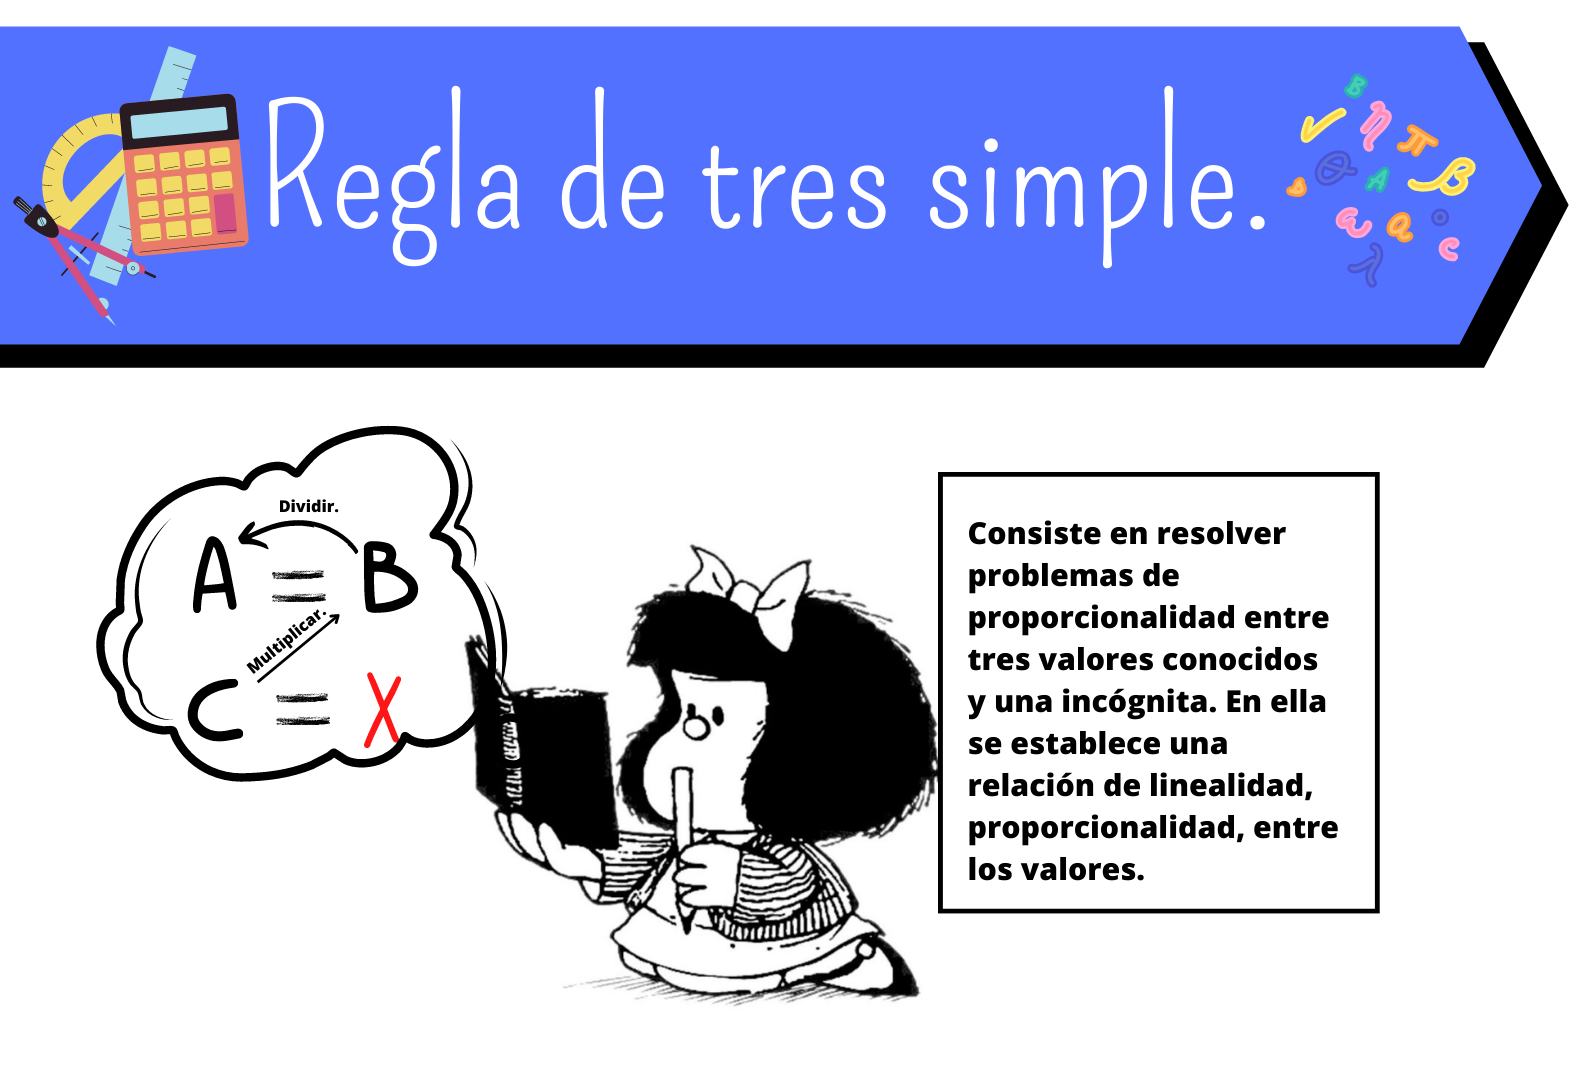 Regla de tres simple.
Dividir.
A = B
Multiplicar.
C = X
Consiste en resolver
problemas de
proporcionalidad entre
tres valores conocidos
y una incógnita. En ella
se establece una
relación de linealidad,
proporcionalidad, entre
los valores.